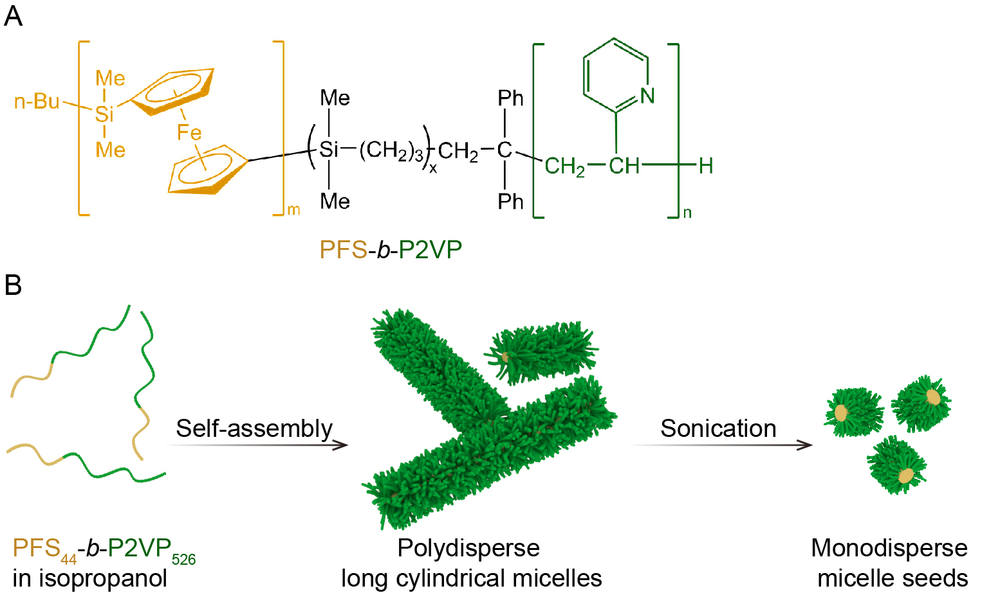 A
n-Bu
Me
Si
Me
Fe
m
Me
Si
(CH2)3
x
Me
CH2
Ph
C
Ph
N
CH2
CH
H
n
PFS-b-P2VP
B
Self-assembly
Sonication
PFS44-b-P2VP526
in isopropanol
Polydisperse
long cylindrical micelles
Monodisperse
micelle seeds